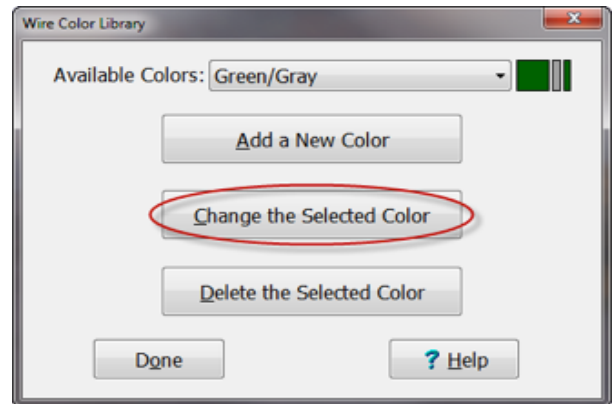 Wire Color Library
Available Colors: Green/Gray
Add a New Color
Change the Selected Color
Delete the Selected Color
Done
? Help